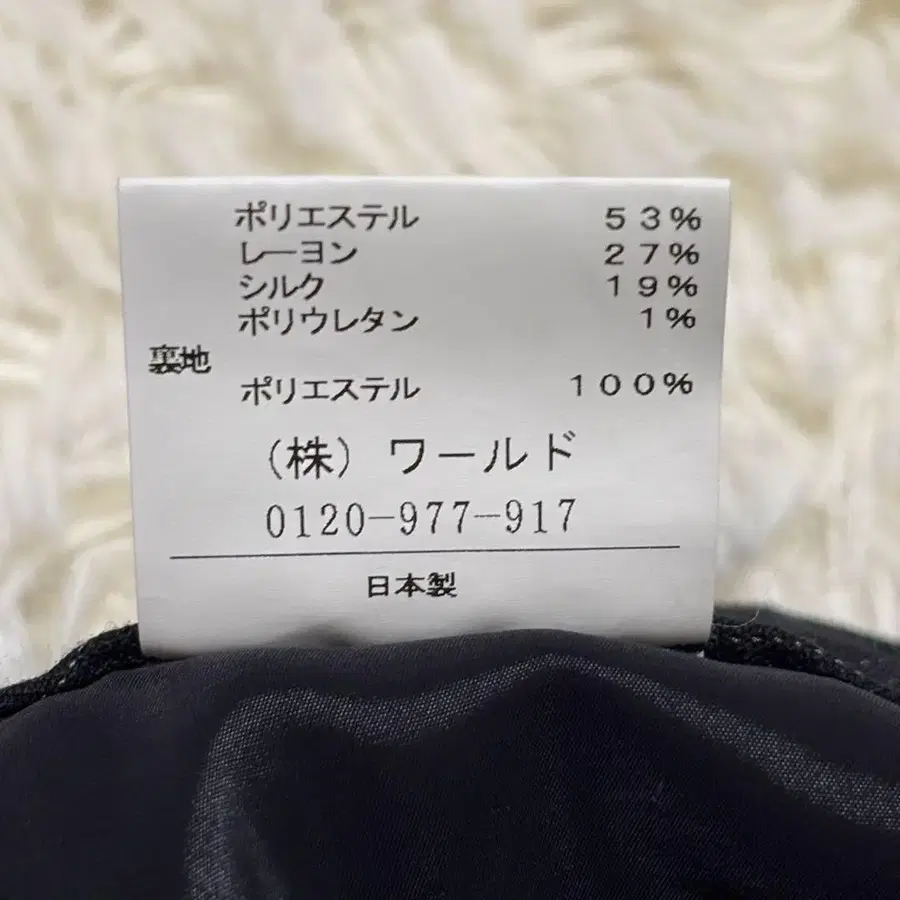 ポリエステル 53%
レーヨン 27%
シルク 19%
ポリウレタン 1%
裏地
ポリエステル 100%
（株）ワールド
0120-977-917
日本製